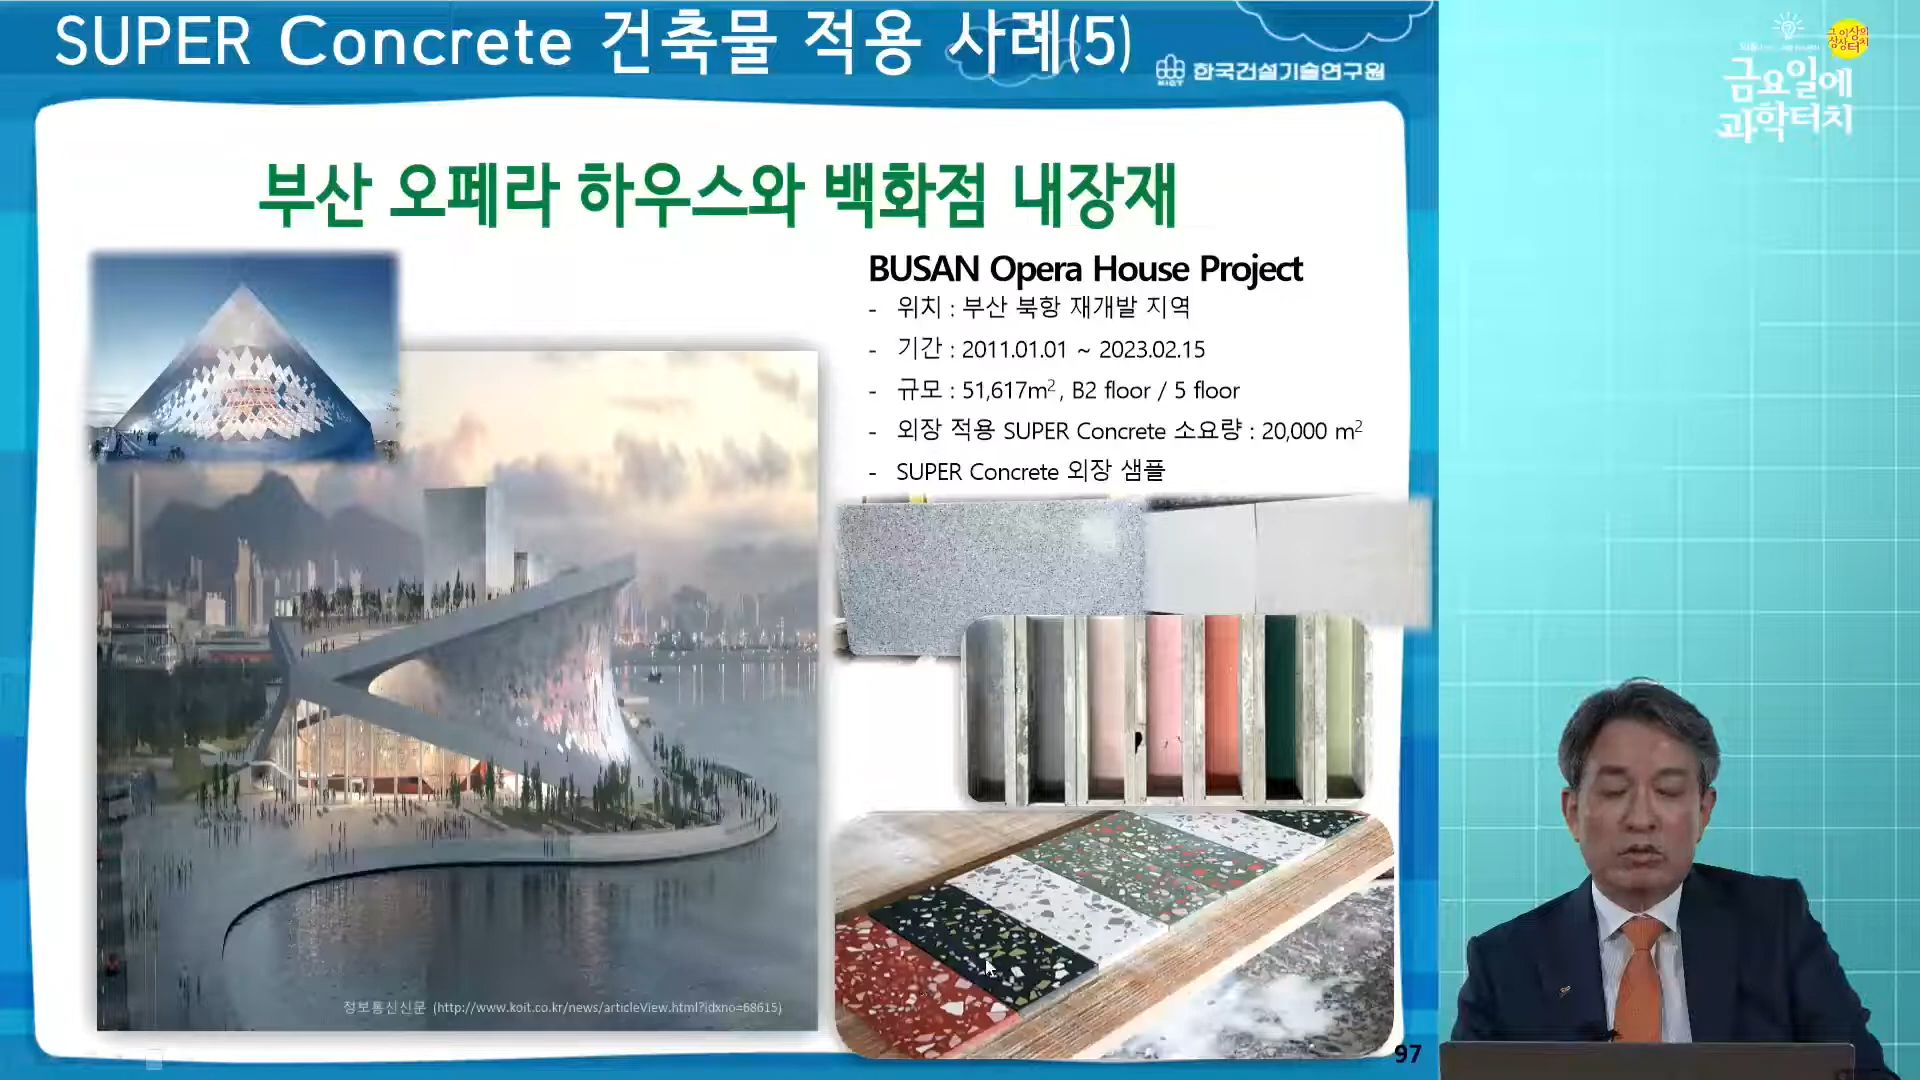 SUPER Concrete 건축물 적용 사례(5)
한국건설기술연구원
금요일에
과학터치
부산 오페라 하우스와 백화점 내장재
BUSAN Opera House Project
- 위치 : 부산 북항 재개발 지역
- 기간 : 2011.01.01 ~ 2023.02.15
- 규모 : 51,617m², B2 floor / 5 floor
- 외장 적용 SUPER Concrete 소요량 : 20,000 m²
- SUPER Concrete 외장 샘플
정보통신신문 (http://www.koit.co.kr/news/articleView.html?idxno=68615)
97